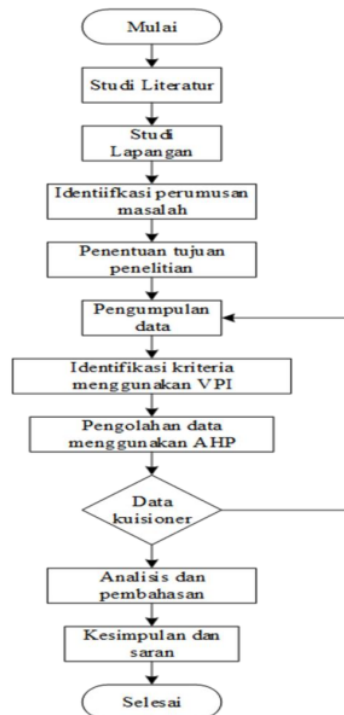 Mulai
Studi Literatur
Studi
Lapangan
Identiifkasi perumusan
masalah
Penentuan tujuan
penelitian
Pengumpulan
data
Identifikasi kriteria
menggunakan VPI
Pengolahan data
menggunakan AHP
Data
kuisioner
Analisis dan
pembahasan
Kesimpulan dan
saran
Selesai